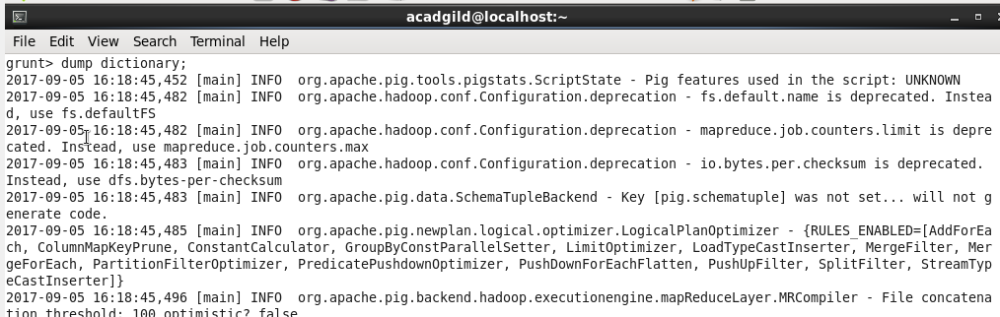 acadgild@localhost:~
File Edit View Search Terminal Help
grunt> dump dictionary;
2017-09-05 16:18:45,452 [main] INFO  org.apache.pig.tools.pigstats.ScriptState - Pig features used in the script: UNKNOWN
2017-09-05 16:18:45,482 [main] INFO  org.apache.hadoop.conf.Configuration.deprecation - fs.default.name is deprecated. Instea
d, use fs.defaultFS
2017-09-05 16:18:45,482 [main] INFO  org.apache.hadoop.conf.Configuration.deprecation - mapreduce.job.counters.limit is depre
cated. Instead, use mapreduce.job.counters.max
2017-09-05 16:18:45,483 [main] INFO  org.apache.hadoop.conf.Configuration.deprecation - io.bytes.per.checksum is deprecated.
Instead, use dfs.bytes-per-checksum
2017-09-05 16:18:45,483 [main] INFO  org.apache.pig.data.SchemaTupleBackend - Key [pig.schematuple] was not set... will not g
enerate code.
2017-09-05 16:18:45,485 [main] INFO  org.apache.pig.newplan.logical.optimizer.LogicalPlanOptimizer - {RULES_ENABLED=[AddForEa
ch, ColumnMapKeyPrune, ConstantCalculator, GroupByConstParallelSetter, LimitOptimizer, LoadTypeCastInserter, MergeFilter, Mer
geForEach, PartitionFilterOptimizer, PredicatePushdownOptimizer, PushDownForEachFlatten, PushUpFilter, SplitFilter, StreamTyp
eCastInserter]}
2017-09-05 16:18:45,496 [main] INFO  org.apache.pig.backend.hadoop.executionengine.mapReduceLayer.MRCompiler - File concatena
tion threshold: 100 optimistic? false